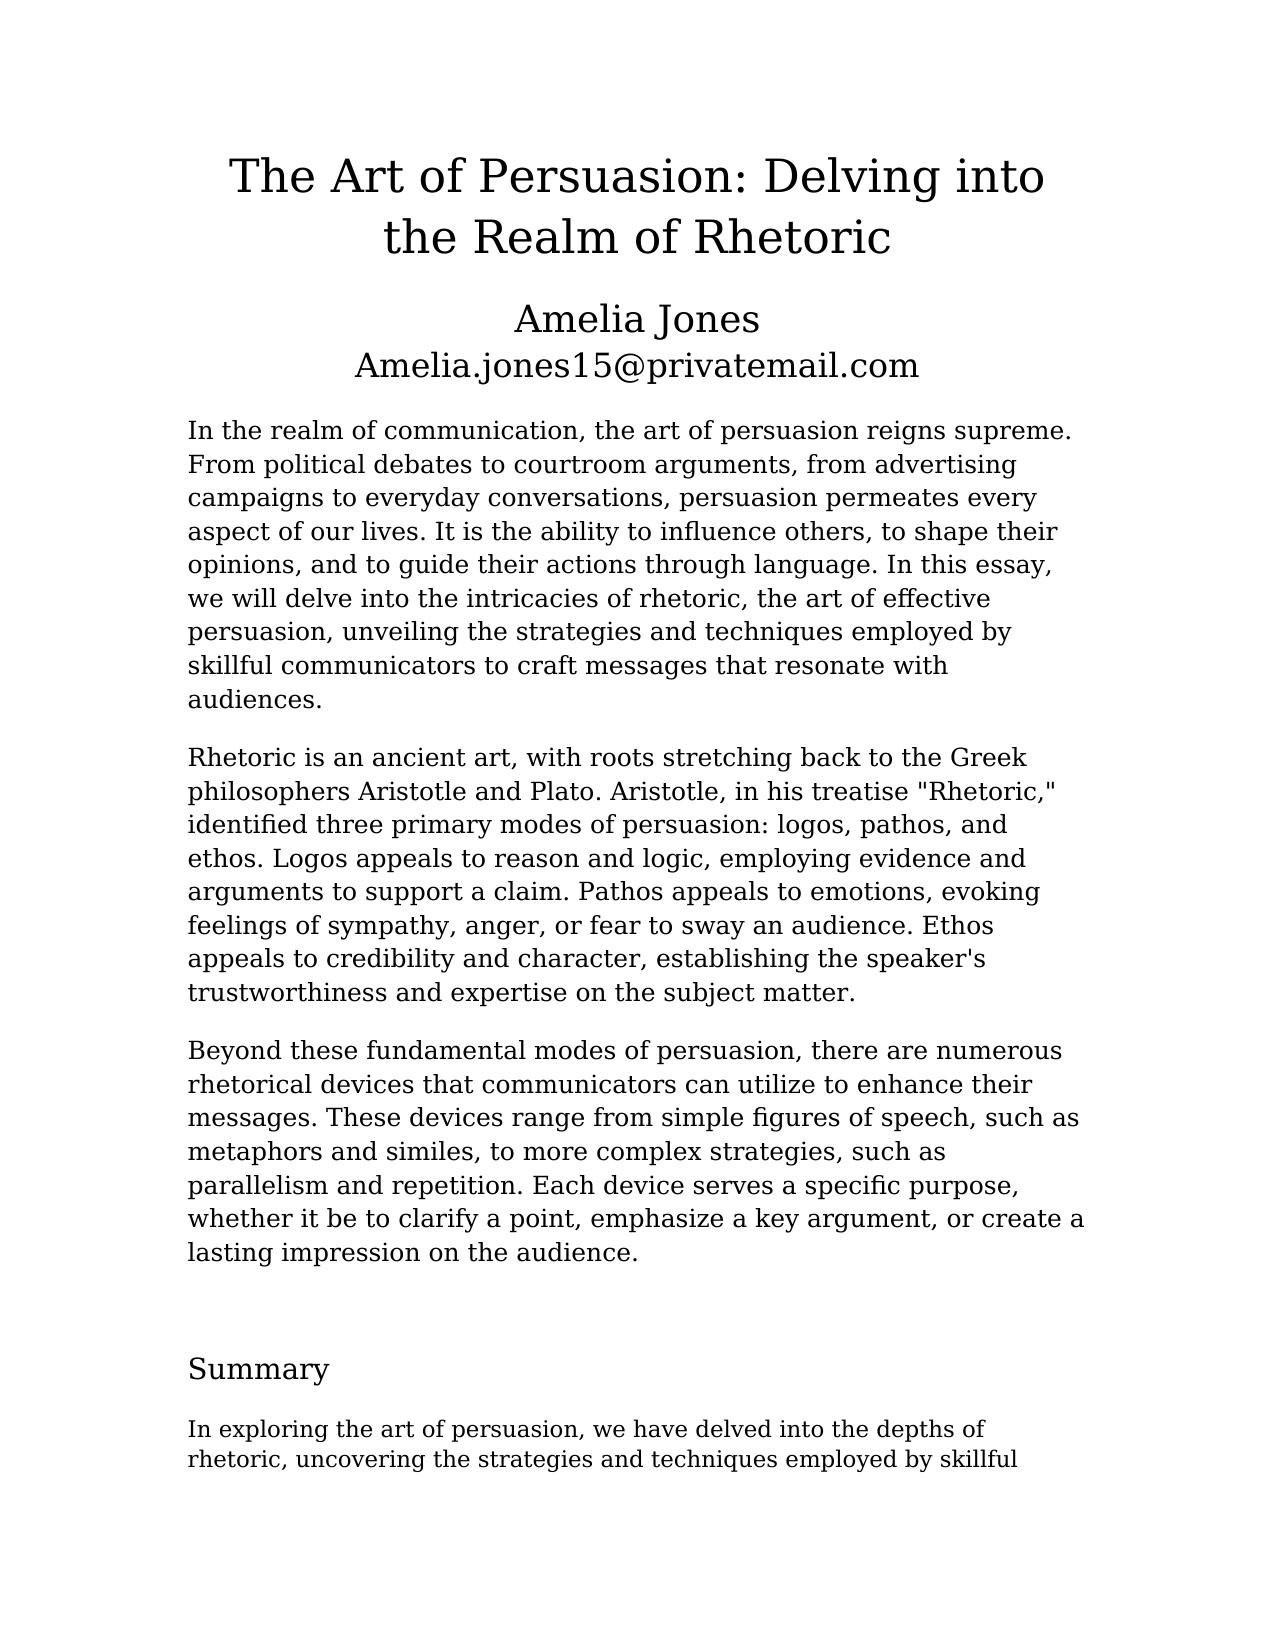 The Art of Persuasion: Delving into
the Realm of Rhetoric
Amelia Jones
Amelia.jones15@privatemail.com
In the realm of communication, the art of persuasion reigns supreme.
From political debates to courtroom arguments, from advertising
campaigns to everyday conversations, persuasion permeates every
aspect of our lives. It is the ability to influence others, to shape their
opinions, and to guide their actions through language. In this essay,
we will delve into the intricacies of rhetoric, the art of effective
persuasion, unveiling the strategies and techniques employed by
skillful communicators to craft messages that resonate with
audiences.
Rhetoric is an ancient art, with roots stretching back to the Greek
philosophers Aristotle and Plato. Aristotle, in his treatise "Rhetoric,"
identified three primary modes of persuasion: logos, pathos, and
ethos. Logos appeals to reason and logic, employing evidence and
arguments to support a claim. Pathos appeals to emotions, evoking
feelings of sympathy, anger, or fear to sway an audience. Ethos
appeals to credibility and character, establishing the speaker's
trustworthiness and expertise on the subject matter.
Beyond these fundamental modes of persuasion, there are numerous
rhetorical devices that communicators can utilize to enhance their
messages. These devices range from simple figures of speech, such as
metaphors and similes, to more complex strategies, such as
parallelism and repetition. Each device serves a specific purpose,
whether it be to clarify a point, emphasize a key argument, or create a
lasting impression on the audience.
Summary
In exploring the art of persuasion, we have delved into the depths of
rhetoric, uncovering the strategies and techniques employed by skillful